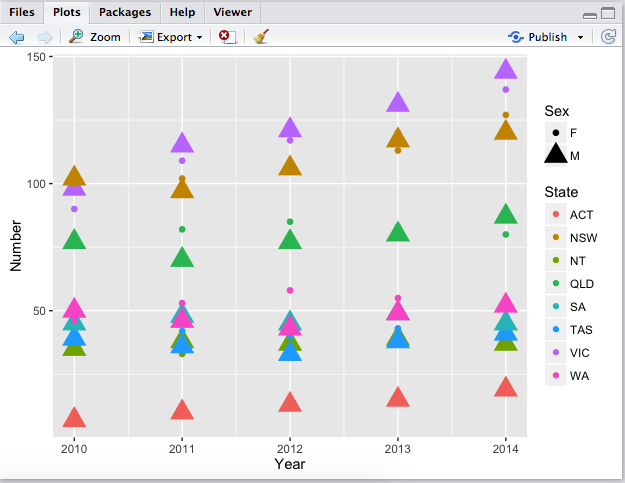 Files Plots Packages Help Viewer
Zoom Export Publish
150
100
50
Number
2010 2011 2012 2013 2014
Year
Sex
F
M
State
ACT
NSW
NT
QLD
SA
TAS
VIC
WA